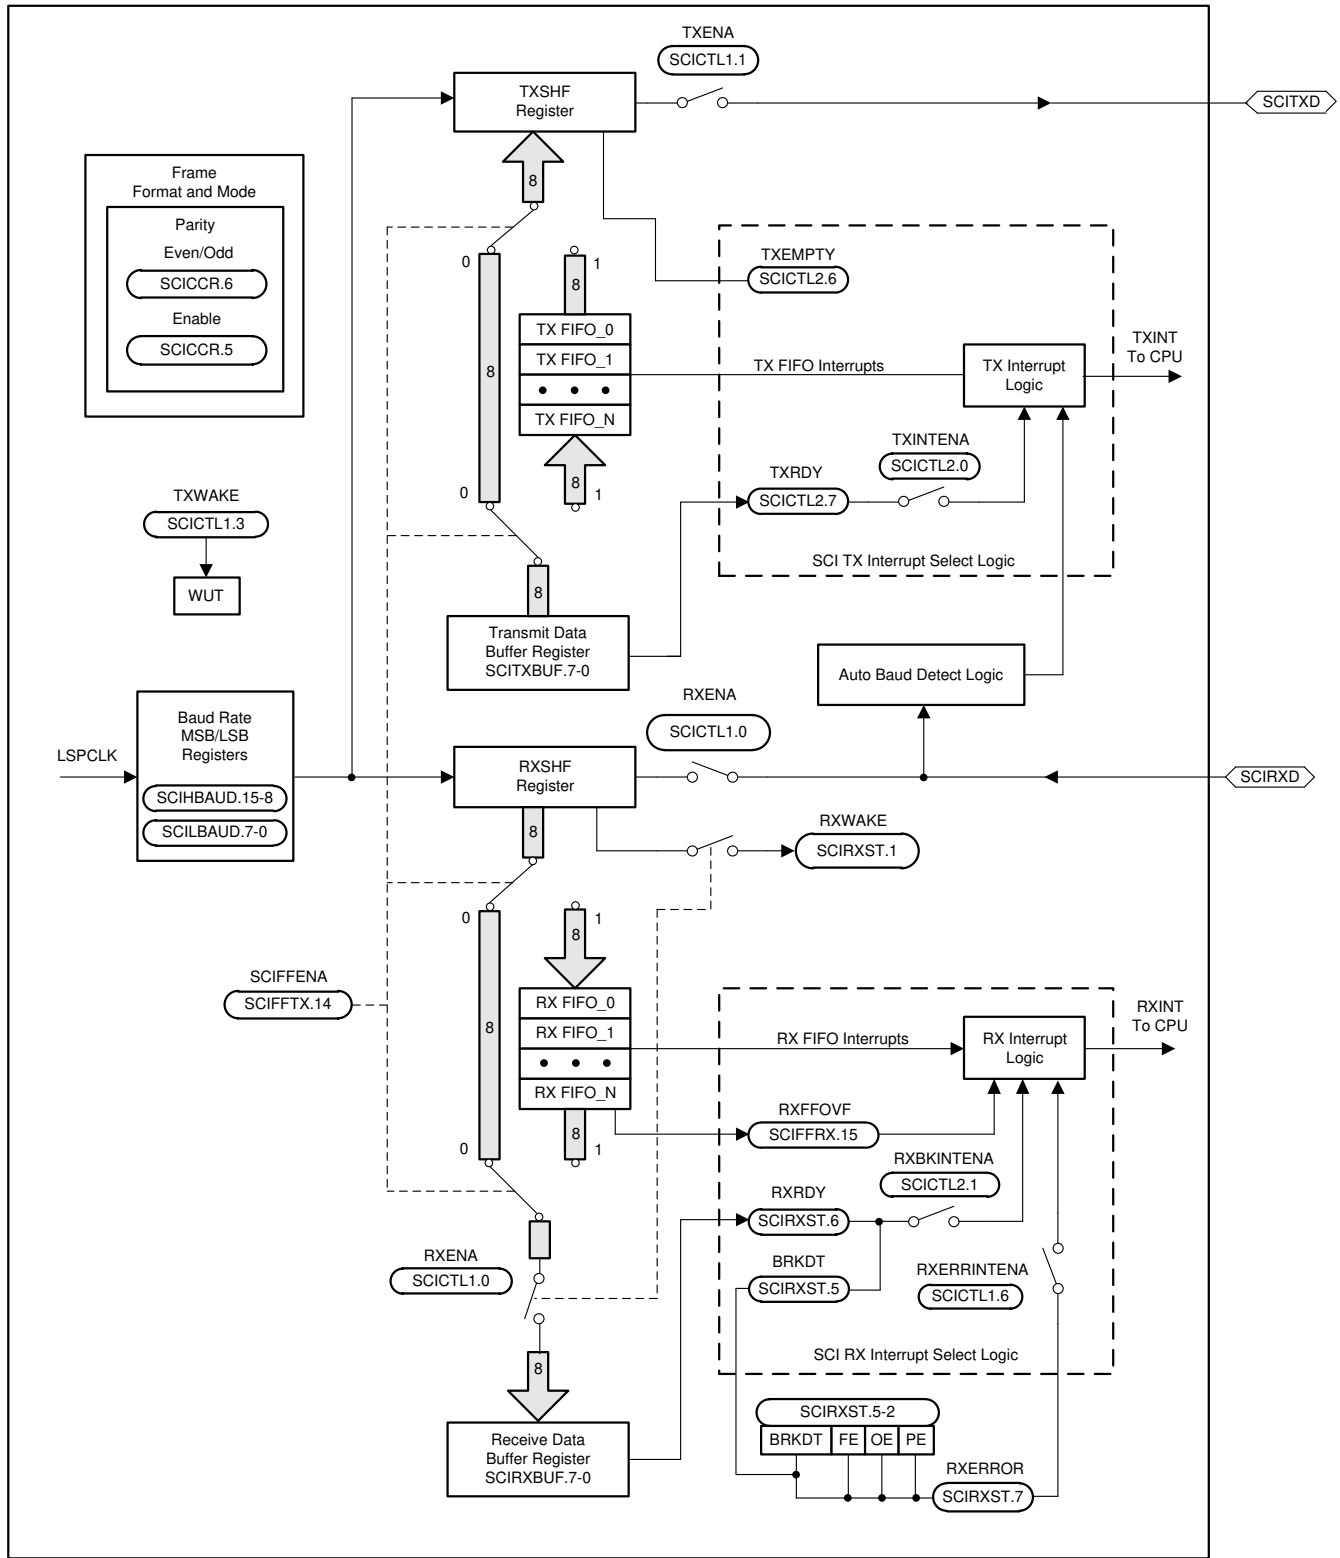 TXENA
SCICTL1.1
TXSHF
Register
SCITXD
Frame
Format and Mode
Parity
Even/Odd
SCICCR.6
Enable
SCICCR.5
8
0
1
8
TX FIFO_0
TX FIFO_1
TX FIFO_N
8
8
0
1
TXEMPTY
SCICTL2.6
TX FIFO Interrupts
TX Interrupt
Logic
TXINT
To CPU
TXINTENA
SCICTL2.0
TXRDY
SCICTL2.7
SCI TX Interrupt Select Logic
TXWAKE
SCICTL1.3
WUT
8
Transmit Data
Buffer Register
SCITXBUF.7-0
Auto Baud Detect Logic
RXENA
SCICTL1.0
LSPCLK
Baud Rate
MSB/LSB
Registers
SCIHBAUD.15-8
SCILBAUD.7-0
RXSHF
Register
SCIRXD
8
RXWAKE
SCIRXST.1
0
1
8
SCIFFENA
SCIFFTX.14
8
RX FIFO_0
RX FIFO_1
RX FIFO_N
8
0
1
RX FIFO Interrupts
RX Interrupt
Logic
RXINT
To CPU
RXFFOVF
SCIFFRX.15
RXBKINTENA
SCICTL2.1
RXRDY
SCIRXST.6
BRKDT
SCIRXST.5
RXERRINTENA
SCICTL1.6
SCI RX Interrupt Select Logic
RXENA
SCICTL1.0
8
Receive Data
Buffer Register
SCIRXBUF.7-0
SCIRXST.5-2
BRKDT FE OE PE
RXERROR
SCIRXST.7